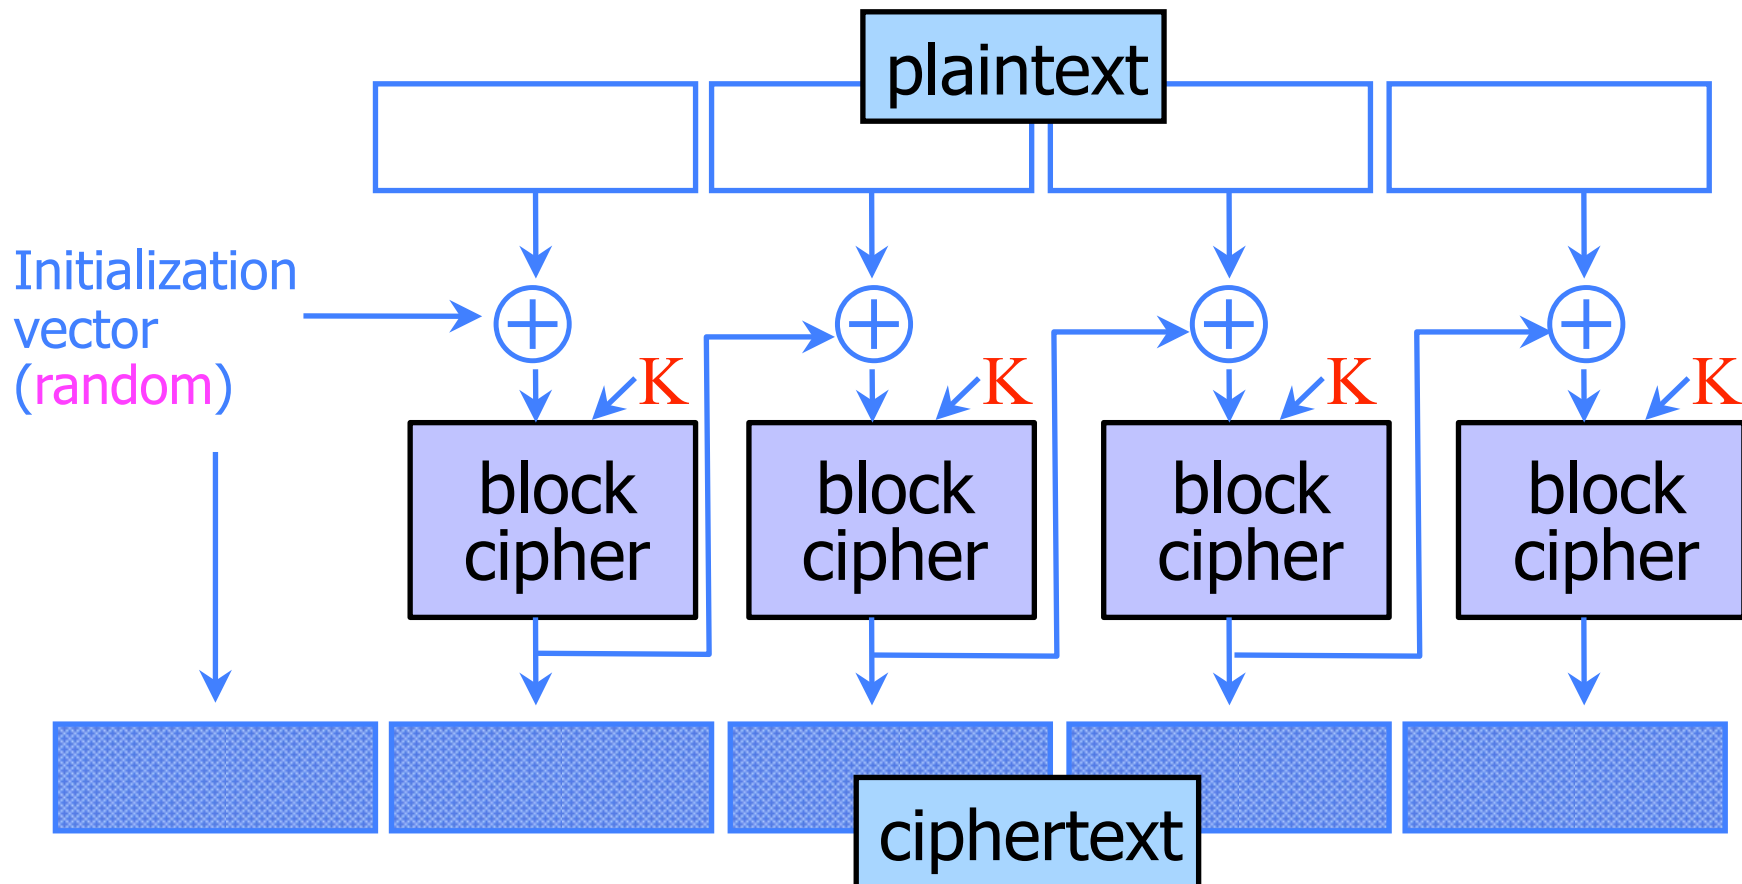 plaintext
Initialization
vector
(random)
K
K
K
K
block
cipher
block
cipher
block
cipher
block
cipher
ciphertext